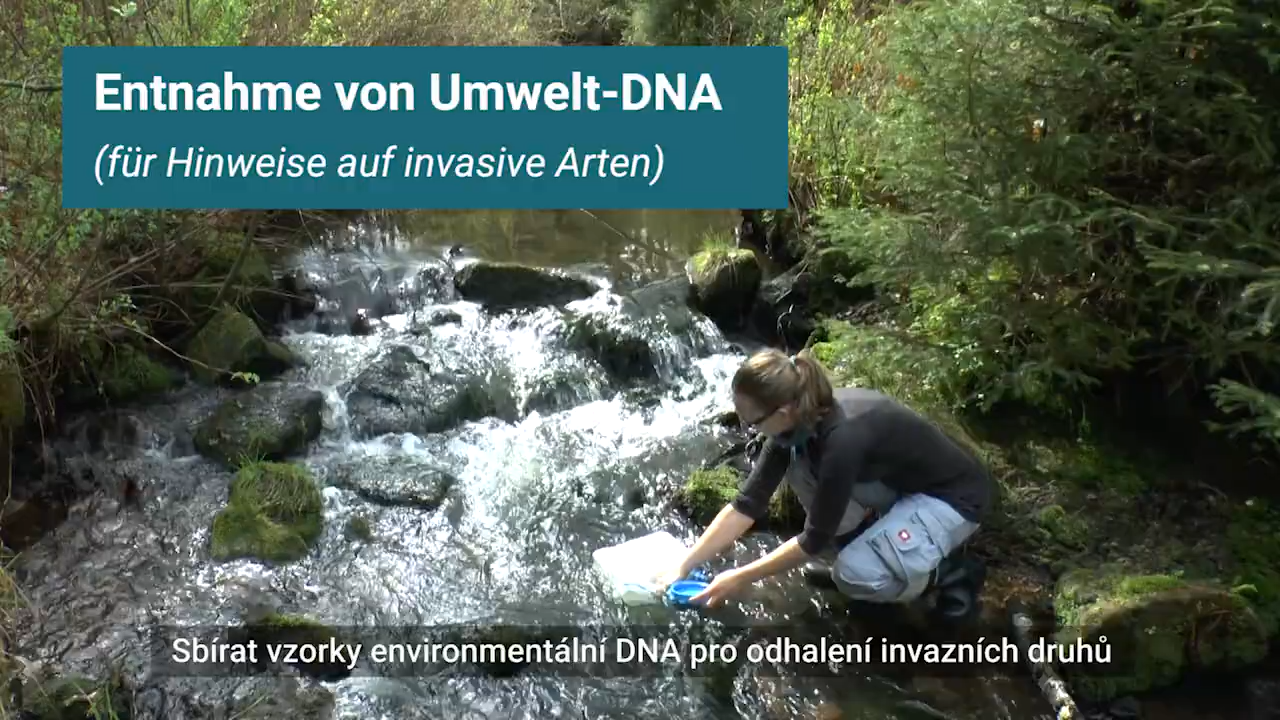 Entnahme von Umwelt-DNA
(für Hinweise auf invasive Arten)
Sbírat vzorky environmentální DNA pro odhalení invazních druhů